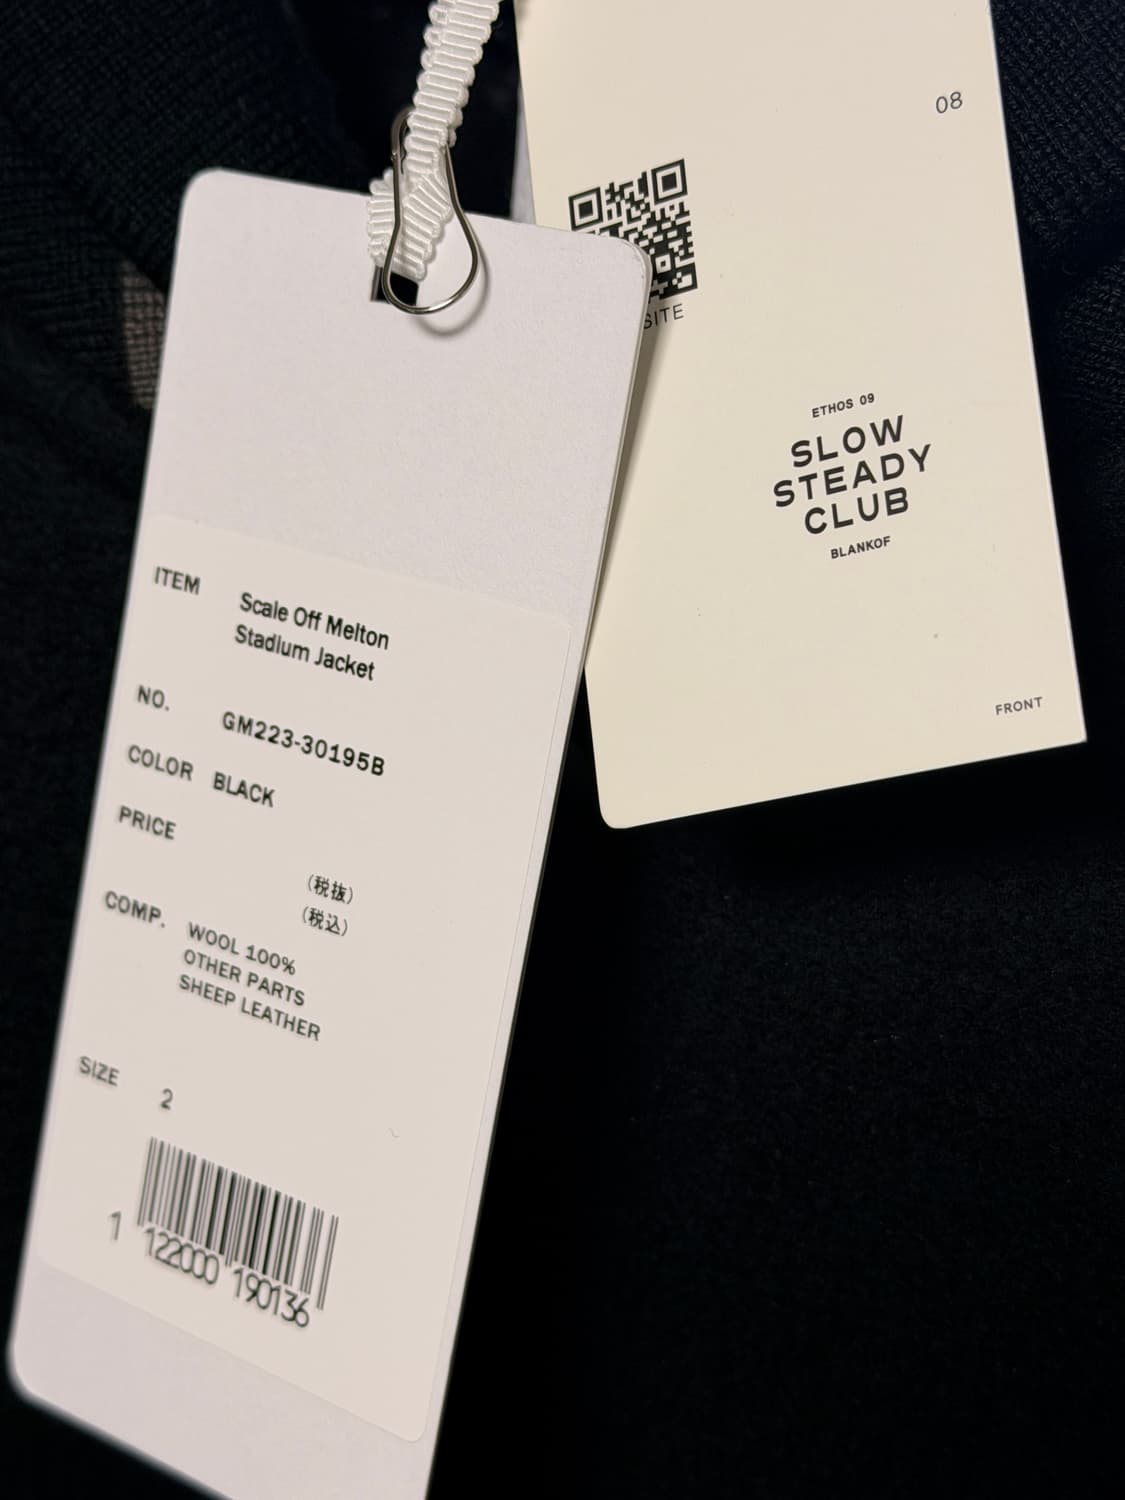 ITEM Scale Off Melton
Stadium Jacket
NO. GM223-30195B
COLOR BLACK
PRICE
(税抜)
(税込)
COMP. WOOL 100%
OTHER PARTS
SHEEP LEATHER
SIZE 2
1 122000 190136
08
SITE
ETHOS 09
SLOW
STEADY
CLUB
BLANKOF
FRONT